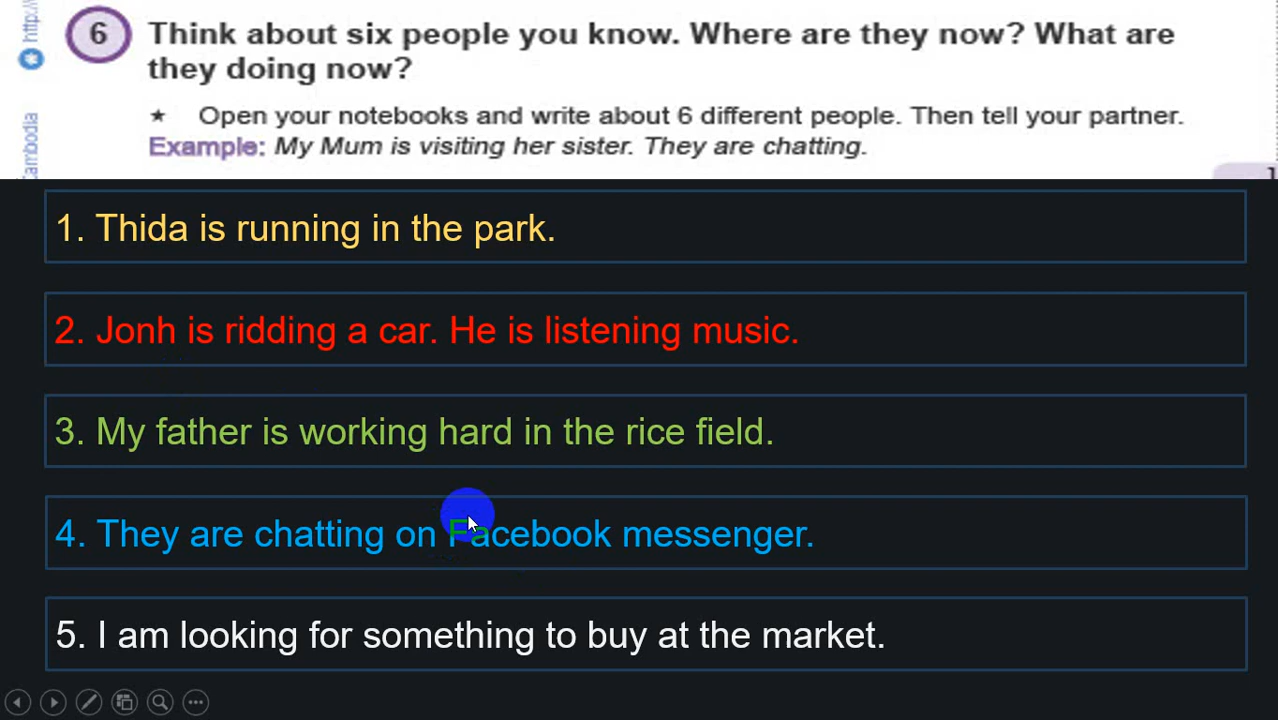 http://
Cambodia
6 Think about six people you know. Where are they now? What are
they doing now?
★ Open your notebooks and write about 6 different people. Then tell your partner.
Example: My Mum is visiting her sister. They are chatting.
1
1. Thida is running in the park.
2. Jonh is ridding a car. He is listening music.
3. My father is working hard in the rice field.
4. They are chatting on Facebook messenger.
5. I am looking for something to buy at the market.